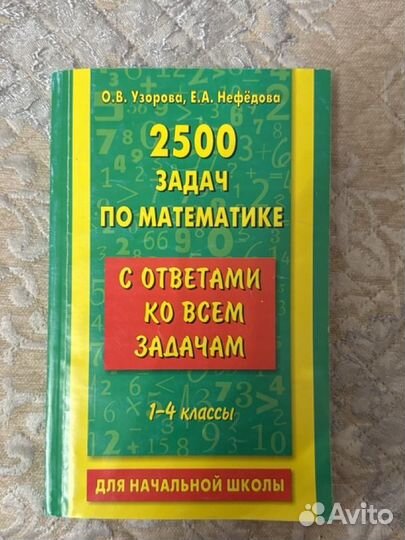 О.В. Узорова, Е.А. Нефёдова
2500
ЗАДАЧ
ПО МАТЕМАТИКЕ
С ОТВЕТАМИ
КО ВСЕМ
ЗАДАЧАМ
1-4 классы
ДЛЯ НАЧАЛЬНОЙ ШКОЛЫ
Avito